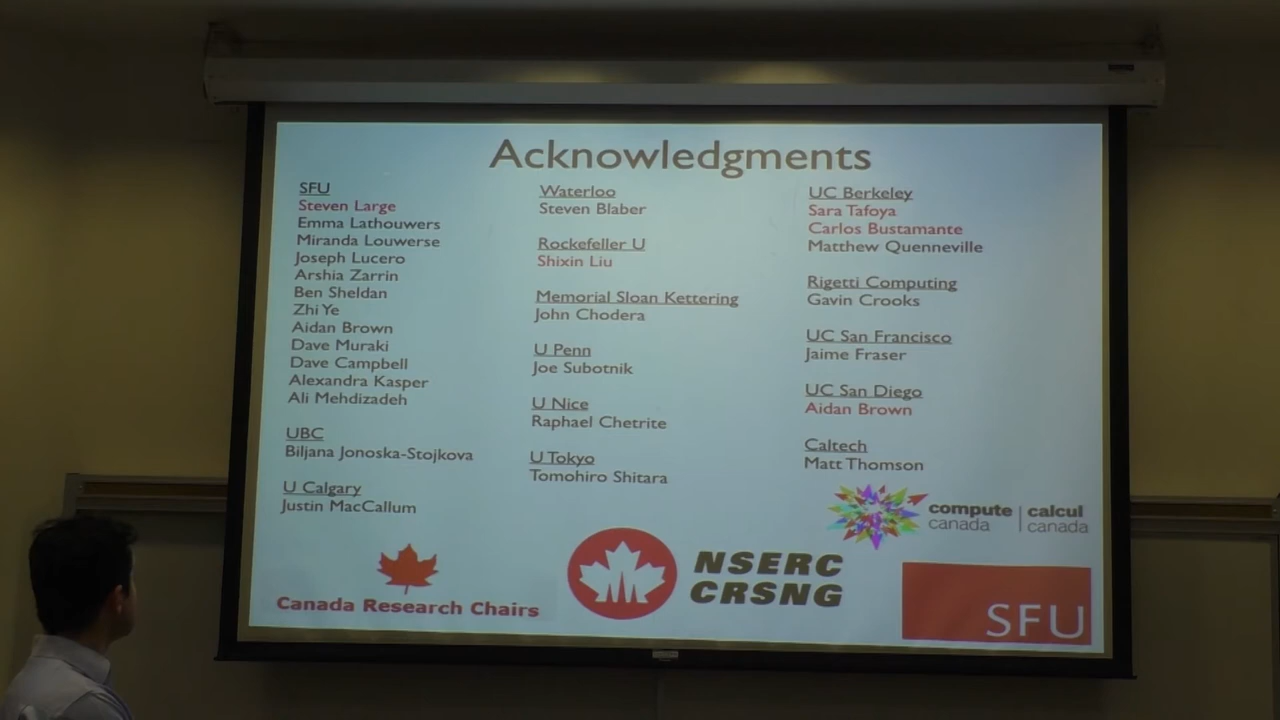 Acknowledgments
SFU
Steven Large
Emma Lathouwers
Miranda Louwerse
Joseph Lucero
Arshia Zarrin
Ben Sheldan
Zhi Ye
Aidan Brown
Dave Muraki
Dave Campbell
Alexandra Kasper
Ali Mehdizadeh
UBC
Biljana Jonoska-Stojkova
U Calgary
Justin MacCallum
Waterloo
Steven Blaber
Rockefeller U
Shixin Liu
Memorial Sloan Kettering
John Chodera
U Penn
Joe Subotnik
U Nice
Raphael Chetrite
U Tokyo
Tomohiro Shitara
UC Berkeley
Sara Tafoya
Carlos Bustamante
Matthew Quenneville
Rigetti Computing
Gavin Crooks
UC San Francisco
Jaime Fraser
UC San Diego
Aidan Brown
Caltech
Matt Thomson
compute canada | calcul canada
Canada Research Chairs
NSERC
CRSNG
SFU